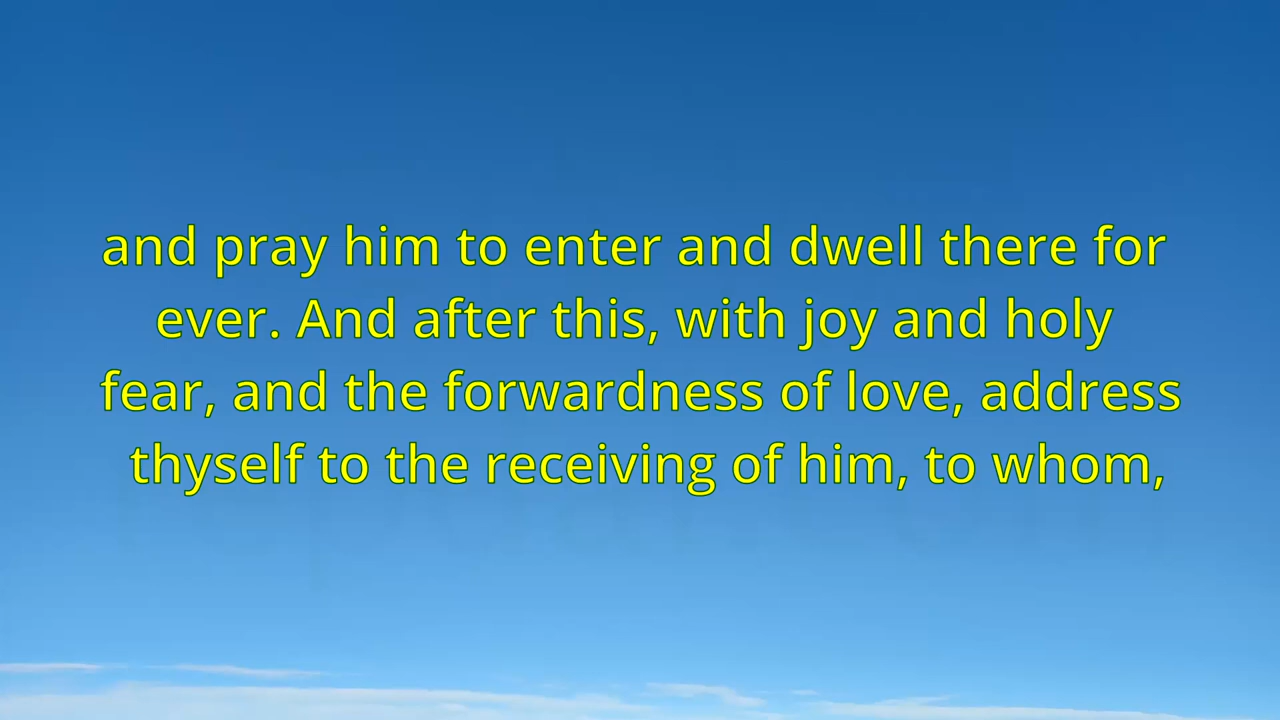 and pray him to enter and dwell there for
ever. And after this, with joy and holy
fear, and the forwardness of love, address
thyself to the receiving of him, to whom,